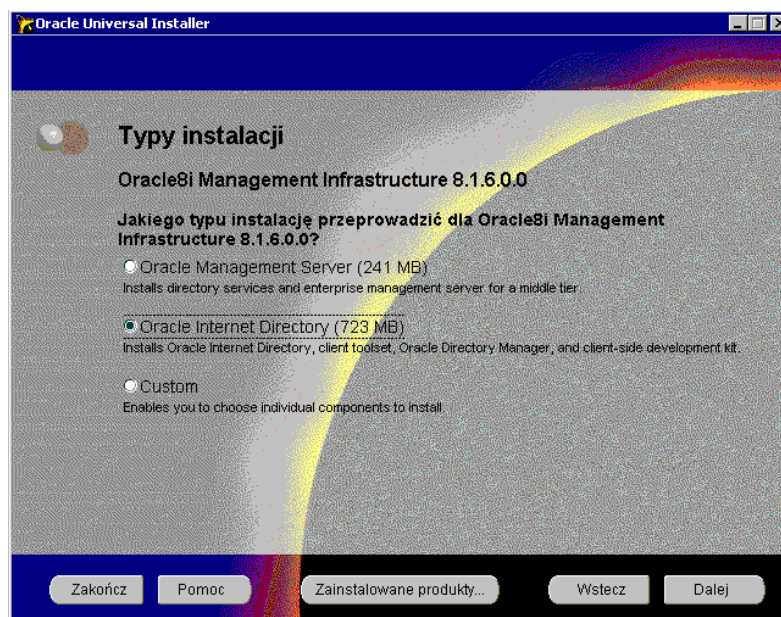 Oracle Universal Installer
Typy instalacji
Oracle8i Management Infrastructure 8.1.6.0.0
Jakiego typu instalację przeprowadzić dla Oracle8i Management
Infrastructure 8.1.6.0.0?
Oracle Management Server (241 MB)
Installs directory services and enterprise management server for a middle tier.
Oracle Internet Directory (723 MB)
Installs Oracle Internet Directory, client toolset, Oracle Directory Manager, and client-side development kit.
Custom
Enables you to choose individual components to install.
Zakończ Pomoc Zainstalowane produkty... Wstecz Dalej